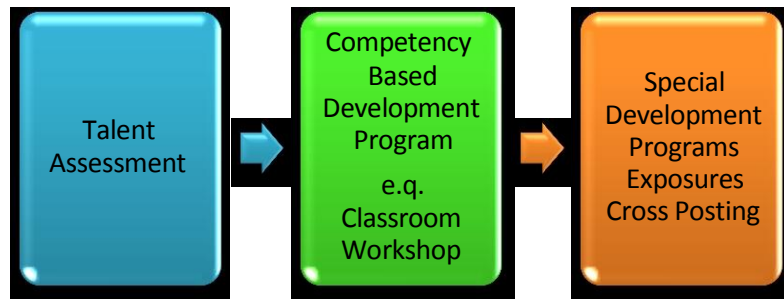 Talent
Assessment
Competency
Based
Development
Program
e.q.
Classroom
Workshop
Special
Development
Programs
Exposures
Cross Posting